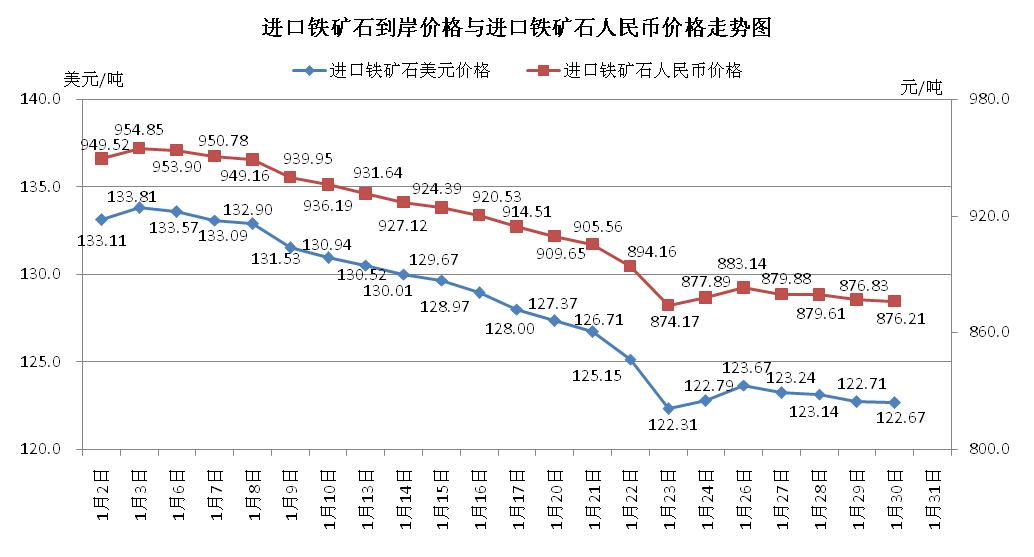 进口铁矿石到岸价格与进口铁矿石人民币价格走势图
美元/吨
进口铁矿石美元价格
进口铁矿石人民币价格
元/吨
140.0
135.0
130.0
125.0
120.0
980.0
920.0
860.0
800.0
949.52
954.85
953.90
950.78
949.16
939.95
936.19
931.64
927.12
924.39
920.53
914.51
909.65
905.56
894.16
874.17
877.89
883.14
879.88
879.61
876.83
876.21
133.11
133.81
133.57
133.09
132.90
131.53
130.94
130.52
130.01
129.67
128.97
128.00
127.37
126.71
125.15
122.31
122.79
123.67
123.24
123.14
122.71
122.67
1月2日
1月3日
1月6日
1月7日
1月8日
1月9日
1月10日
1月13日
1月14日
1月15日
1月16日
1月17日
1月20日
1月21日
1月22日
1月23日
1月24日
1月26日
1月27日
1月28日
1月29日
1月30日
1月31日